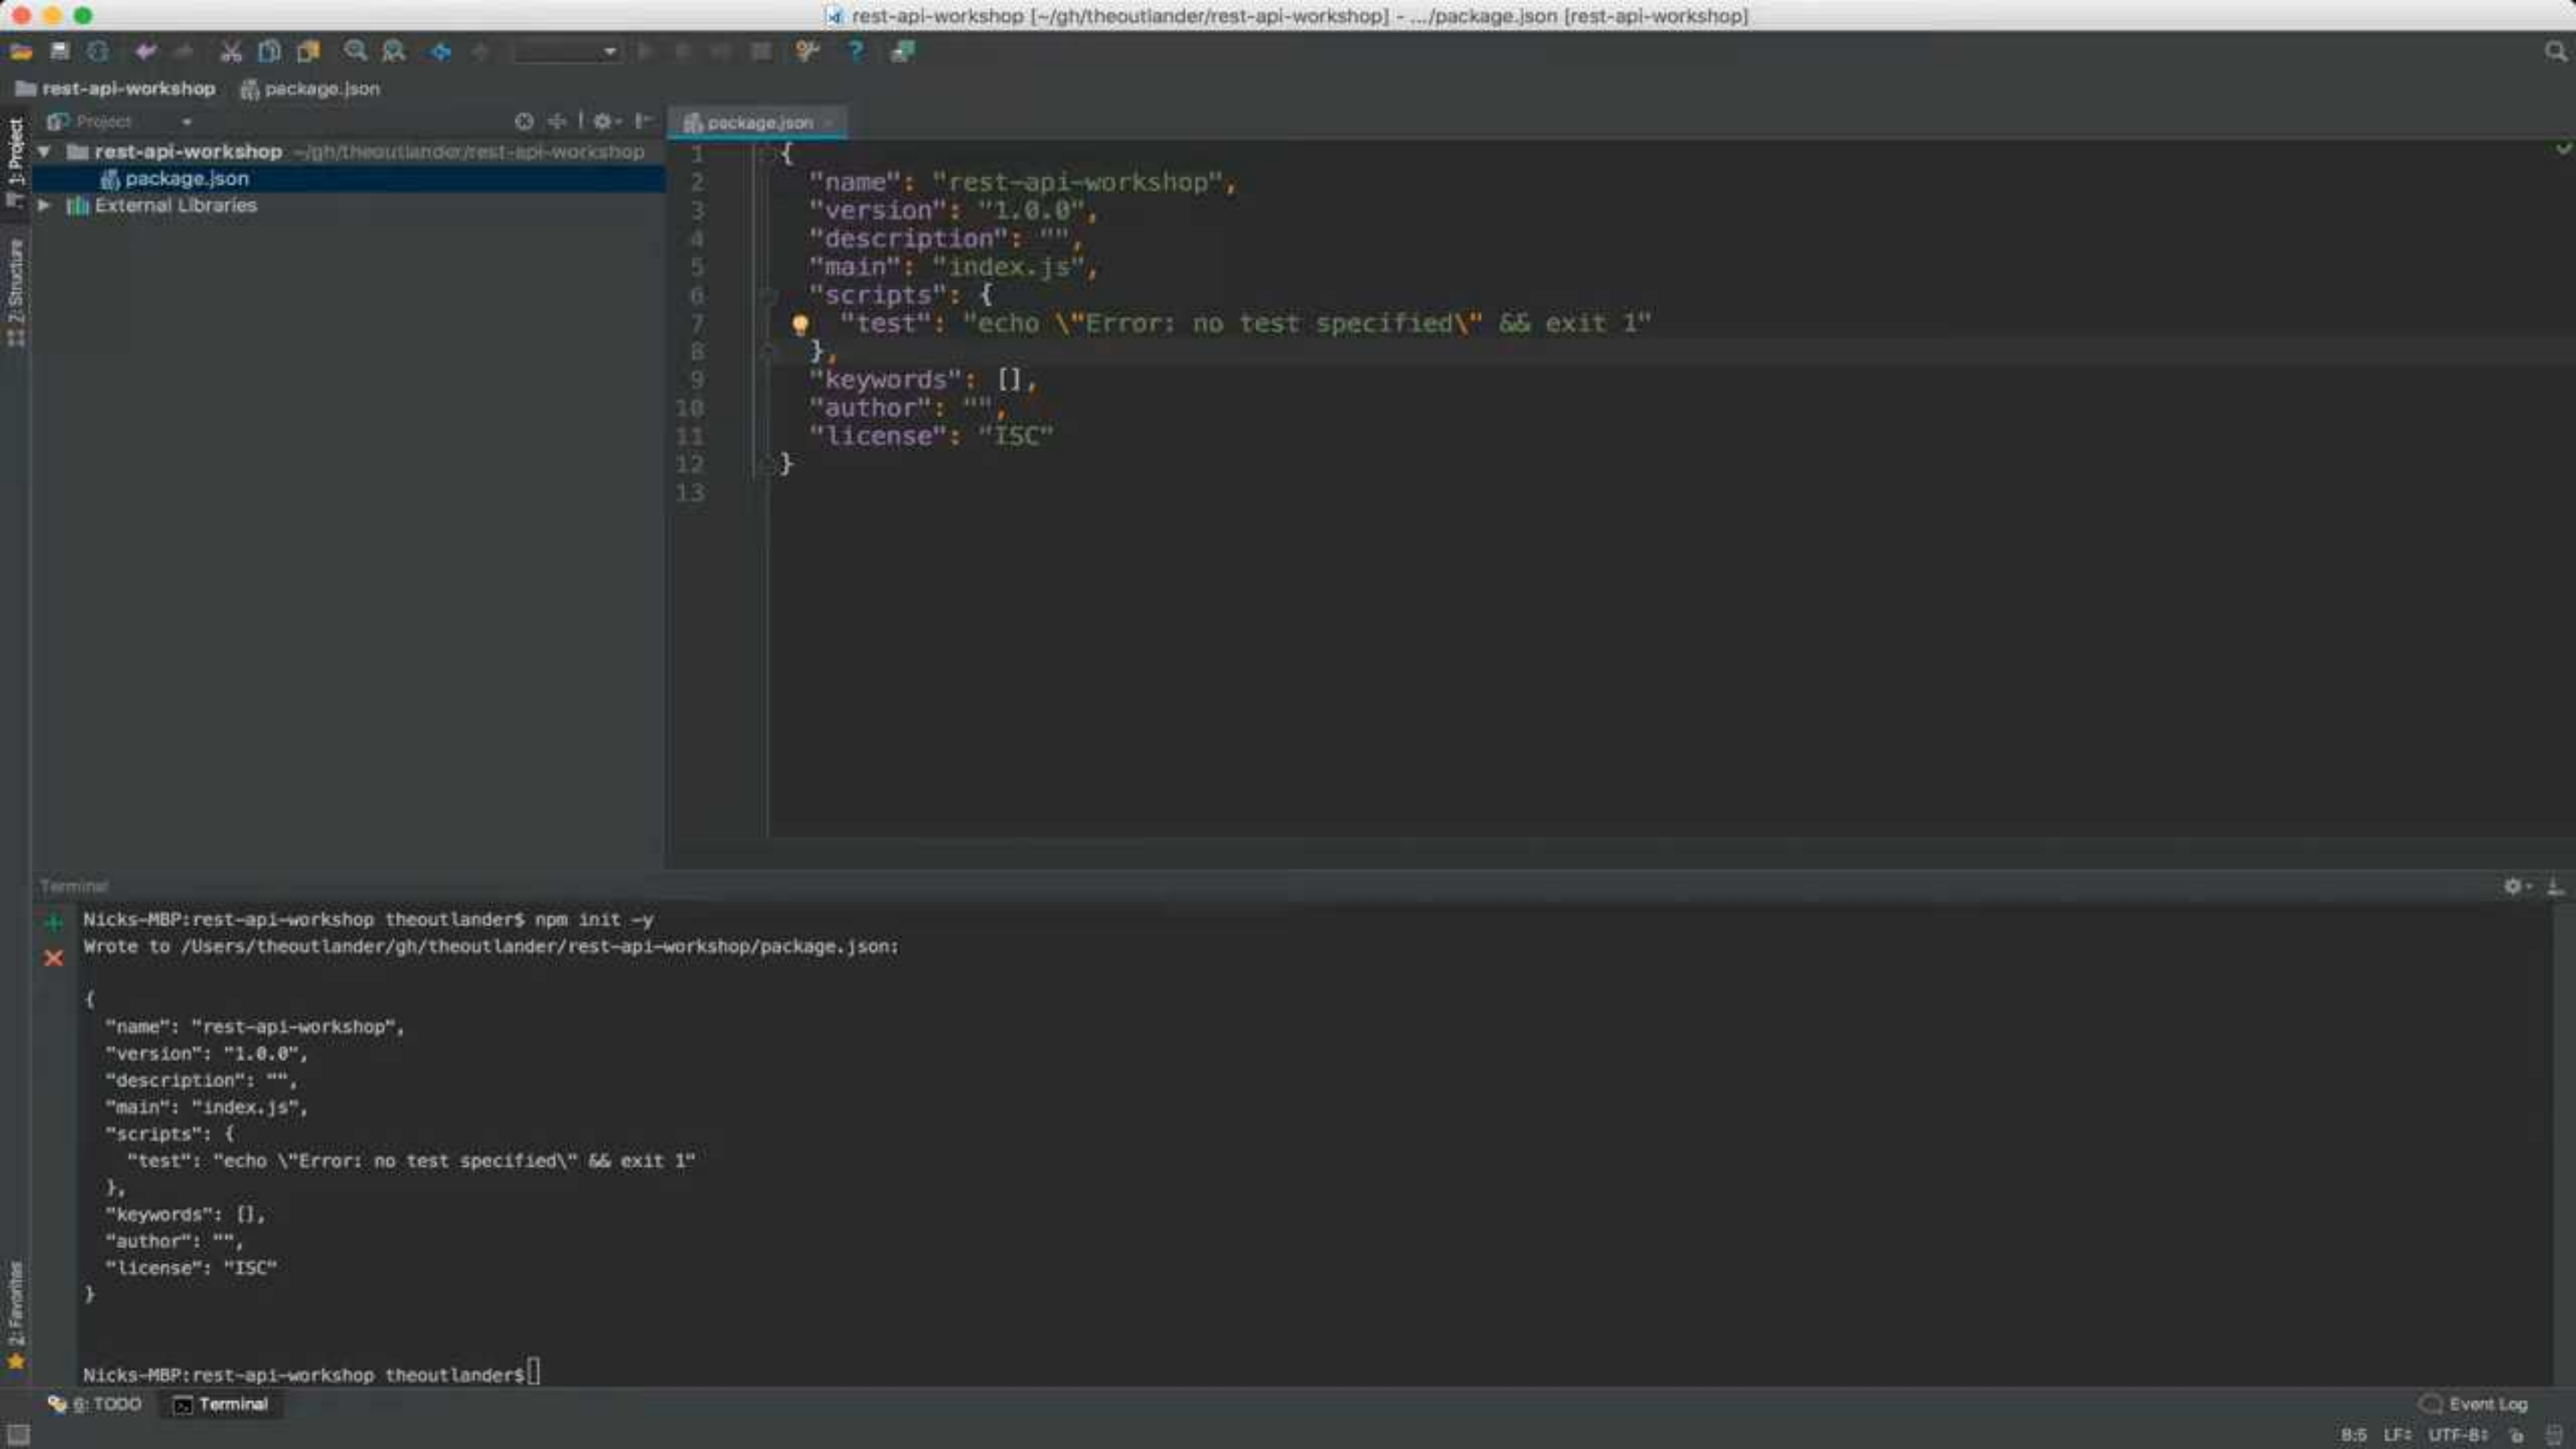 rest-api-workshop [~/gh/theoutlander/rest-api-workshop] - .../package.json [rest-api-workshop]
rest-api-workshop package.json
1: Project
Project
package.json
rest-api-workshop ~/gh/theoutlander/rest-api-workshop
package.json
External Libraries
2: Structure
1 {
2 "name": "rest-api-workshop",
3 "version": "1.0.0",
4 "description": "",
5 "main": "index.js",
6 "scripts": {
7 "test": "echo \"Error: no test specified\" && exit 1"
8 },
9 "keywords": [],
10 "author": "",
11 "license": "ISC"
12 }
13
Terminal
Nicks-MBP:rest-api-workshop theoutlander$ npm init -y
Wrote to /Users/theoutlander/gh/theoutlander/rest-api-workshop/package.json:
{
"name": "rest-api-workshop",
"version": "1.0.0",
"description": "",
"main": "index.js",
"scripts": {
"test": "echo \"Error: no test specified\" && exit 1"
},
"keywords": [],
"author": "",
"license": "ISC"
}
Nicks-MBP:rest-api-workshop theoutlander$
2: Favorites
6: TODO Terminal Event Log
8:5 LF÷ UTF-8÷